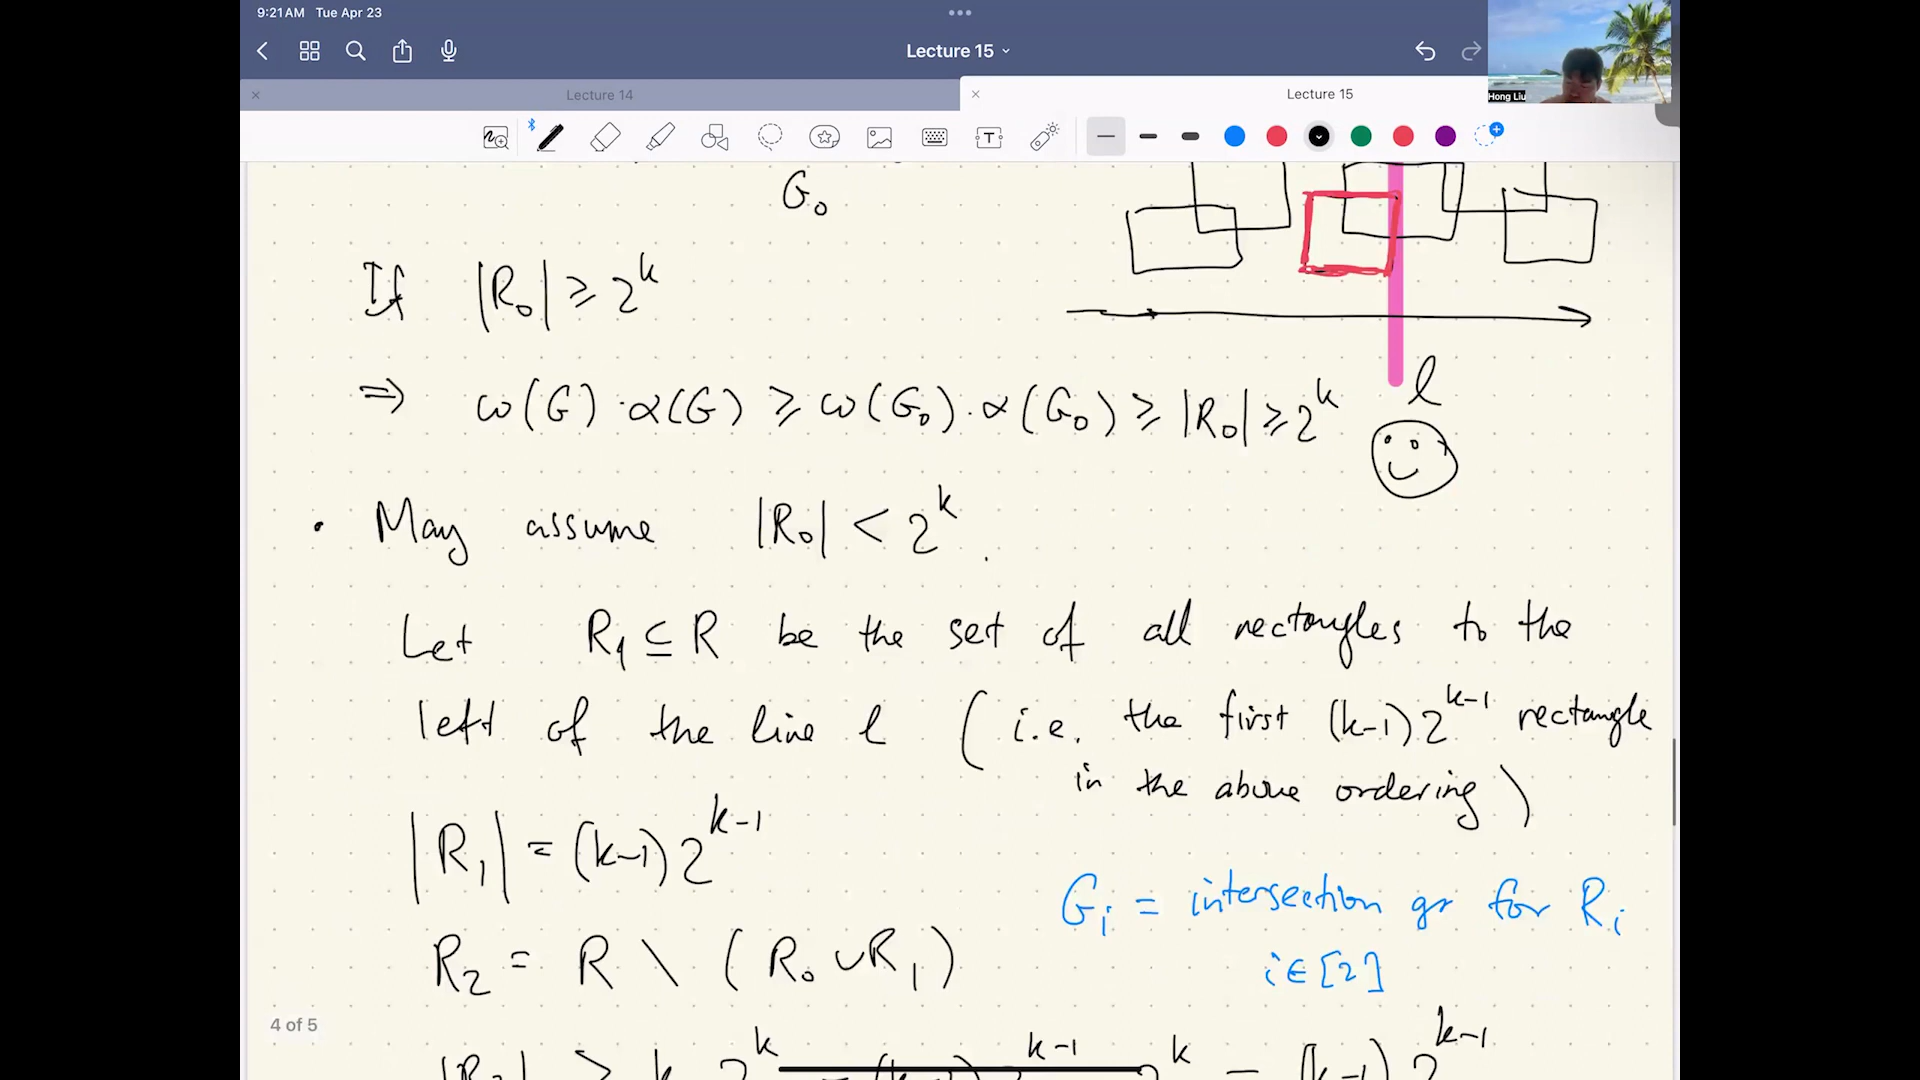 9:21AM Tue Apr 23
Lecture 15
Hong Liu
Lecture 14
Lecture 15
G₀
If |R₀| ≥ 2^k
⇒ ω(G)·α(G) ≥ ω(G₀)·α(G₀) ≥ |R₀| ≥ 2^k
l
• May assume |R₀| < 2^k.
Let R₁ ⊆ R be the set of all rectangles to the
left of the line l (i.e. the first (k-1)2^{k-1} rectangle
in the above ordering)
|R₁| = (k-1)2^{k-1}
G_i = intersection gr for R_i
R₂ = R \ (R₀ ∪ R₁)
i ∈ [2]
4 of 5